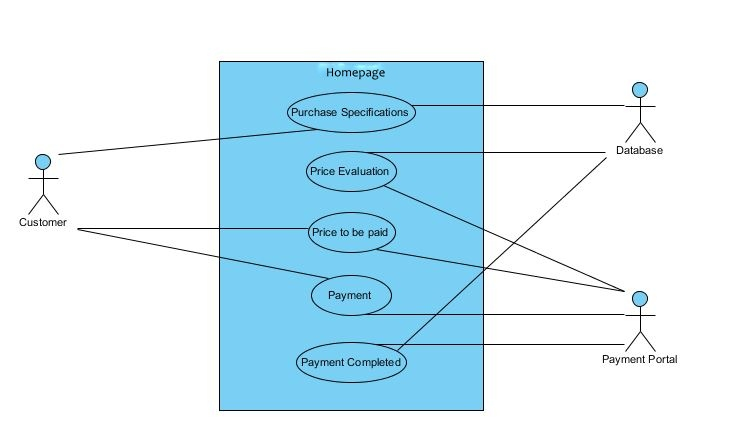 Homepage
Purchase Specifications
Database
Price Evaluation
Customer
Price to be paid
Payment
Payment Completed
Payment Portal